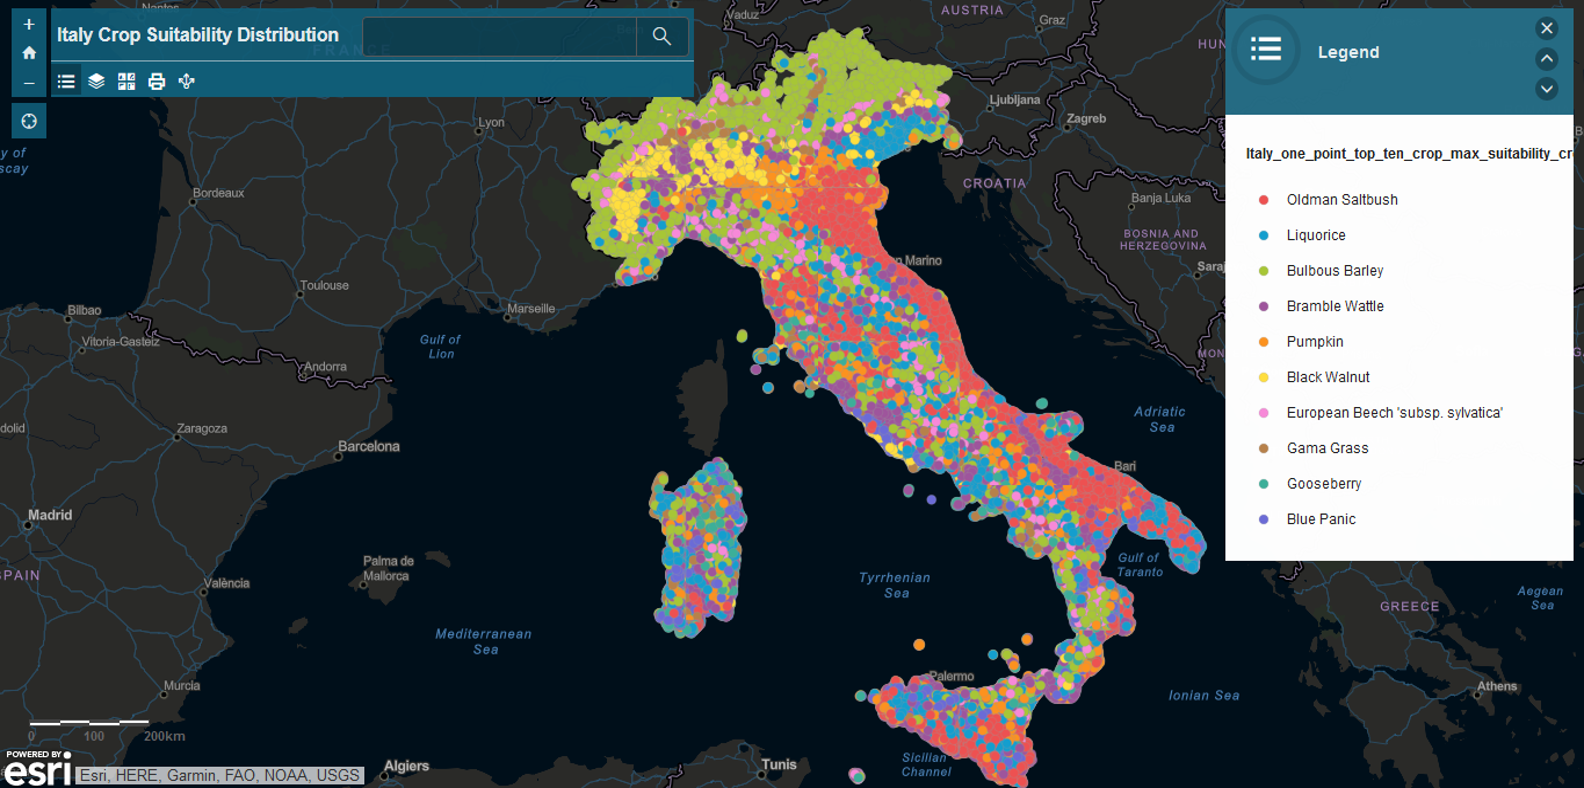 Nantes
AUSTRIA
Vaduz
Graz
+
Italy Crop Suitability Distribution
FRANCE
HUN
Legend
–
Ljubljana
Zagreb
Lyon
y of
scay
Italy_one_point_top_ten_crop_max_suitability_cr
CROATIA
Bordeaux
Banja Luka
Oldman Saltbush
BOSNIA AND
HERZEGOVINA
Liquorice
n Marino
Saraj
Bulbous Barley
Toulouse
Marseille
Bramble Wattle
Bilbao
Vitoria-Gasteiz
Gulf of
Lion
Pumpkin
MON
Andorra
Black Walnut
Adriatic
Sea
European Beech 'subsp. sylvatica'
dolid
Zaragoza
Barcelona
Gama Grass
Bari
Gooseberry
Madrid
Blue Panic
Palma de
Mallorca
Gulf of
Taranto
SPAIN
València
Tyrrhenian
Sea
GREECE
Aegean
Sea
Mediterranean
Sea
Murcia
Palermo
Ionian Sea
Athens
0 100 200km
POWERED BY
esri
Esri, HERE, Garmin, FAO, NOAA, USGS
Algiers
Tunis
Sicilian
Channel